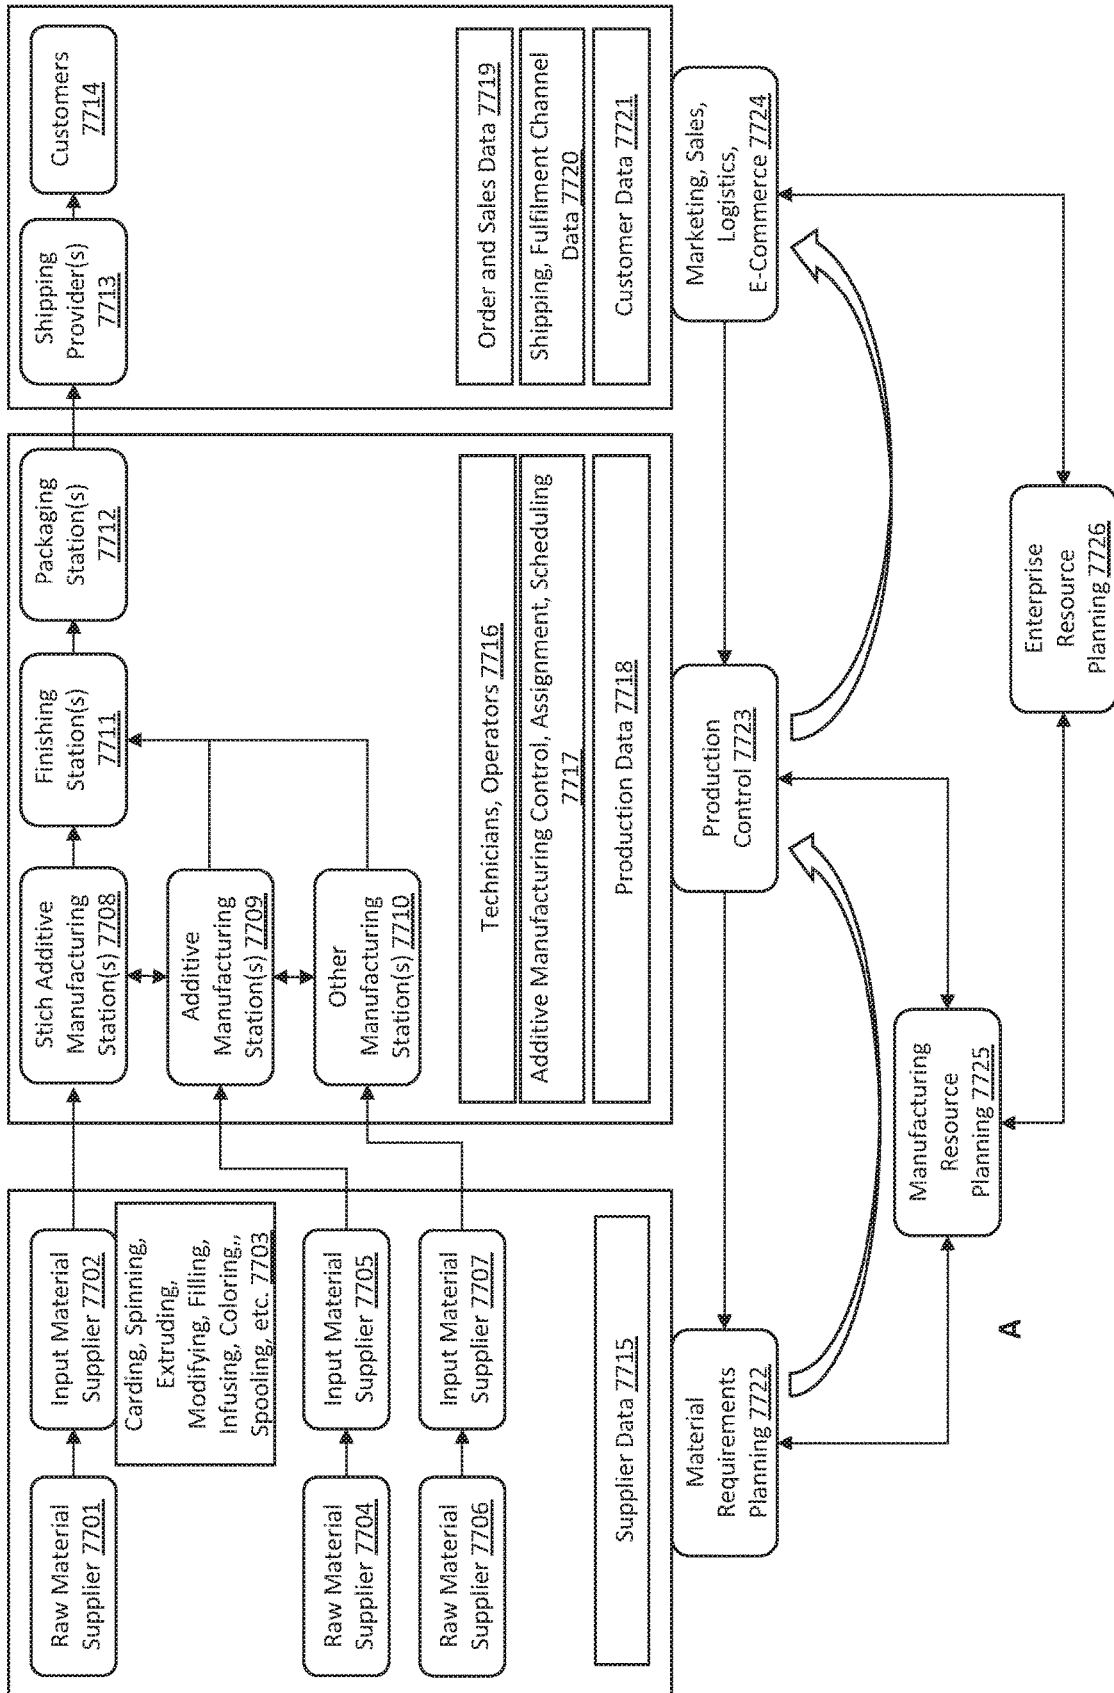 Raw Material
Supplier 7701
Input Material
Supplier 7702
Carding, Spinning,
Extruding,
Modifying, Filling,
Infusing, Coloring,,
Spooling, etc. 7703
Raw Material
Supplier 7704
Input Material
Supplier 7705
Raw Material
Supplier 7706
Input Material
Supplier 7707
Supplier Data 7715
Material
Requirements
Planning 7722
Stich Additive
Manufacturing
Station(s) 7708
Additive
Manufacturing
Station(s) 7709
Other
Manufacturing
Station(s) 7710
Finishing
Station(s)
7711
Packaging
Station(s)
7712
Technicians, Operators 7716
Additive Manufacturing Control, Assignment, Scheduling
7717
Production Data 7718
Production
Control 7723
Shipping
Provider(s)
7713
Customers
7714
Order and Sales Data 7719
Shipping, Fulfilment Channel
Data 7720
Customer Data 7721
Marketing, Sales,
Logistics,
E-Commerce 7724
Manufacturing
Resource
Planning 7725
Enterprise
Resource
Planning 7726
A